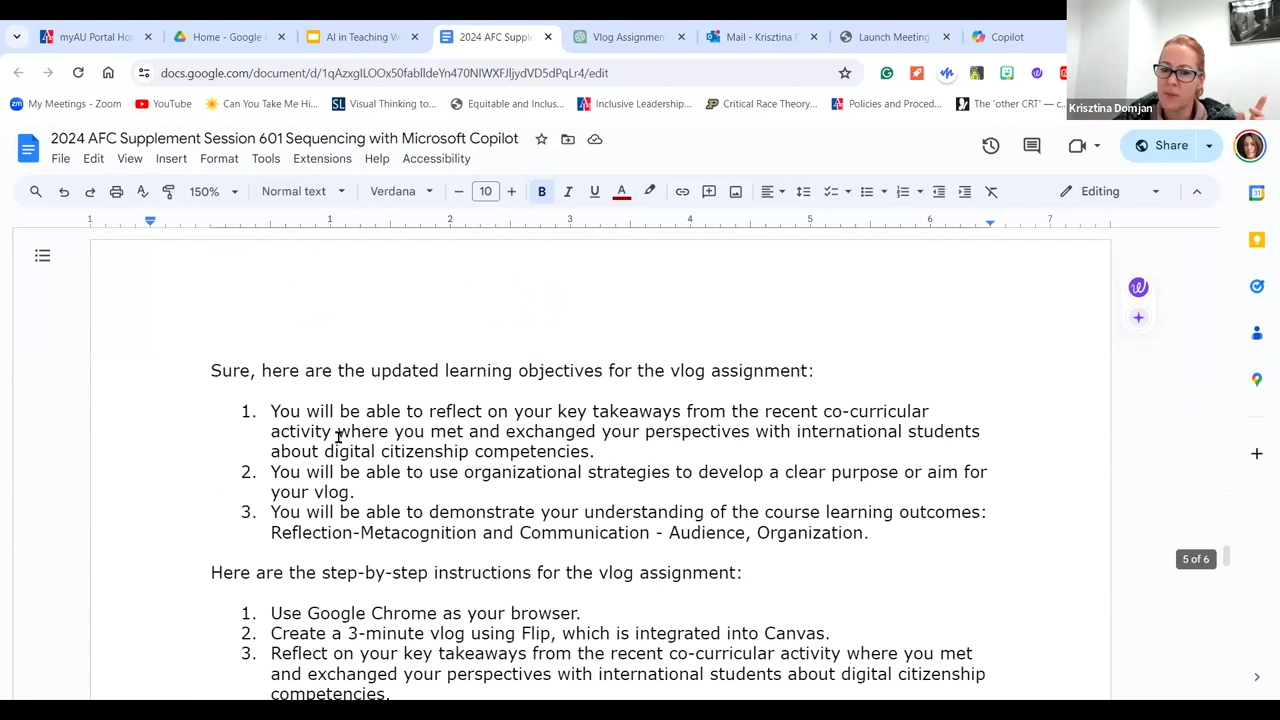 myAU Portal Ho
Home - Google
AI in Teaching W
2024 AFC Supple
Vlog Assignmen
Mail - Krisztina D
Launch Meeting
Copilot
Krisztina Domjan
My Meetings - Zoom
YouTube
Can You Take Me Hi...
Visual Thinking to...
Equitable and Inclus...
Inclusive Leadership...
Critical Race Theory...
Policies and Proced...
The 'other CRT' — c...
2024 AFC Supplement Session 601 Sequencing with Microsoft Copilot
File Edit View Insert Format Tools Extensions Help Accessibility
Share
150% Normal text Verdana − 10 + B I U A Editing
1 1 2 3 4 5 6 7
Sure, here are the updated learning objectives for the vlog assignment:
1. You will be able to reflect on your key takeaways from the recent co-curricular
activity where you met and exchanged your perspectives with international students
about digital citizenship competencies.
2. You will be able to use organizational strategies to develop a clear purpose or aim for
your vlog.
3. You will be able to demonstrate your understanding of the course learning outcomes:
Reflection-Metacognition and Communication - Audience, Organization.
5 of 6
Here are the step-by-step instructions for the vlog assignment:
1. Use Google Chrome as your browser.
2. Create a 3-minute vlog using Flip, which is integrated into Canvas.
3. Reflect on your key takeaways from the recent co-curricular activity where you met
and exchanged your perspectives with international students about digital citizenship
competencies.